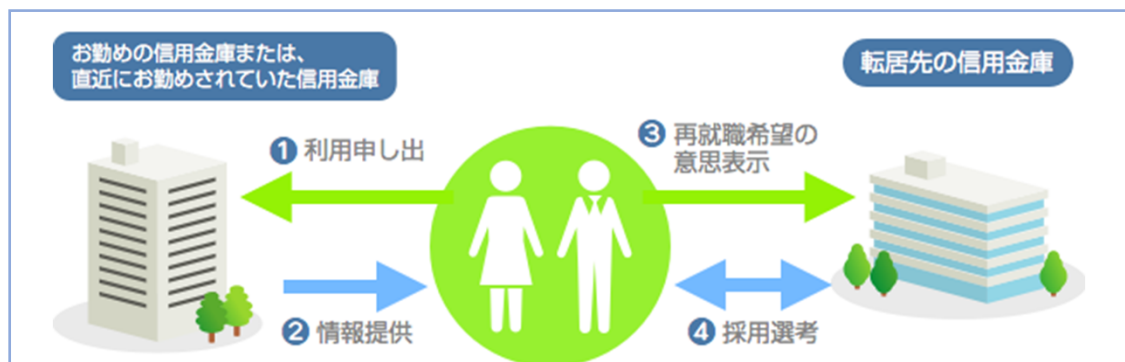 お勤めの信用金庫または、
直近にお勤めされていた信用金庫
転居先の信用金庫
❶ 利用申し出
❸ 再就職希望の
意思表示
❷ 情報提供
❹ 採用選考